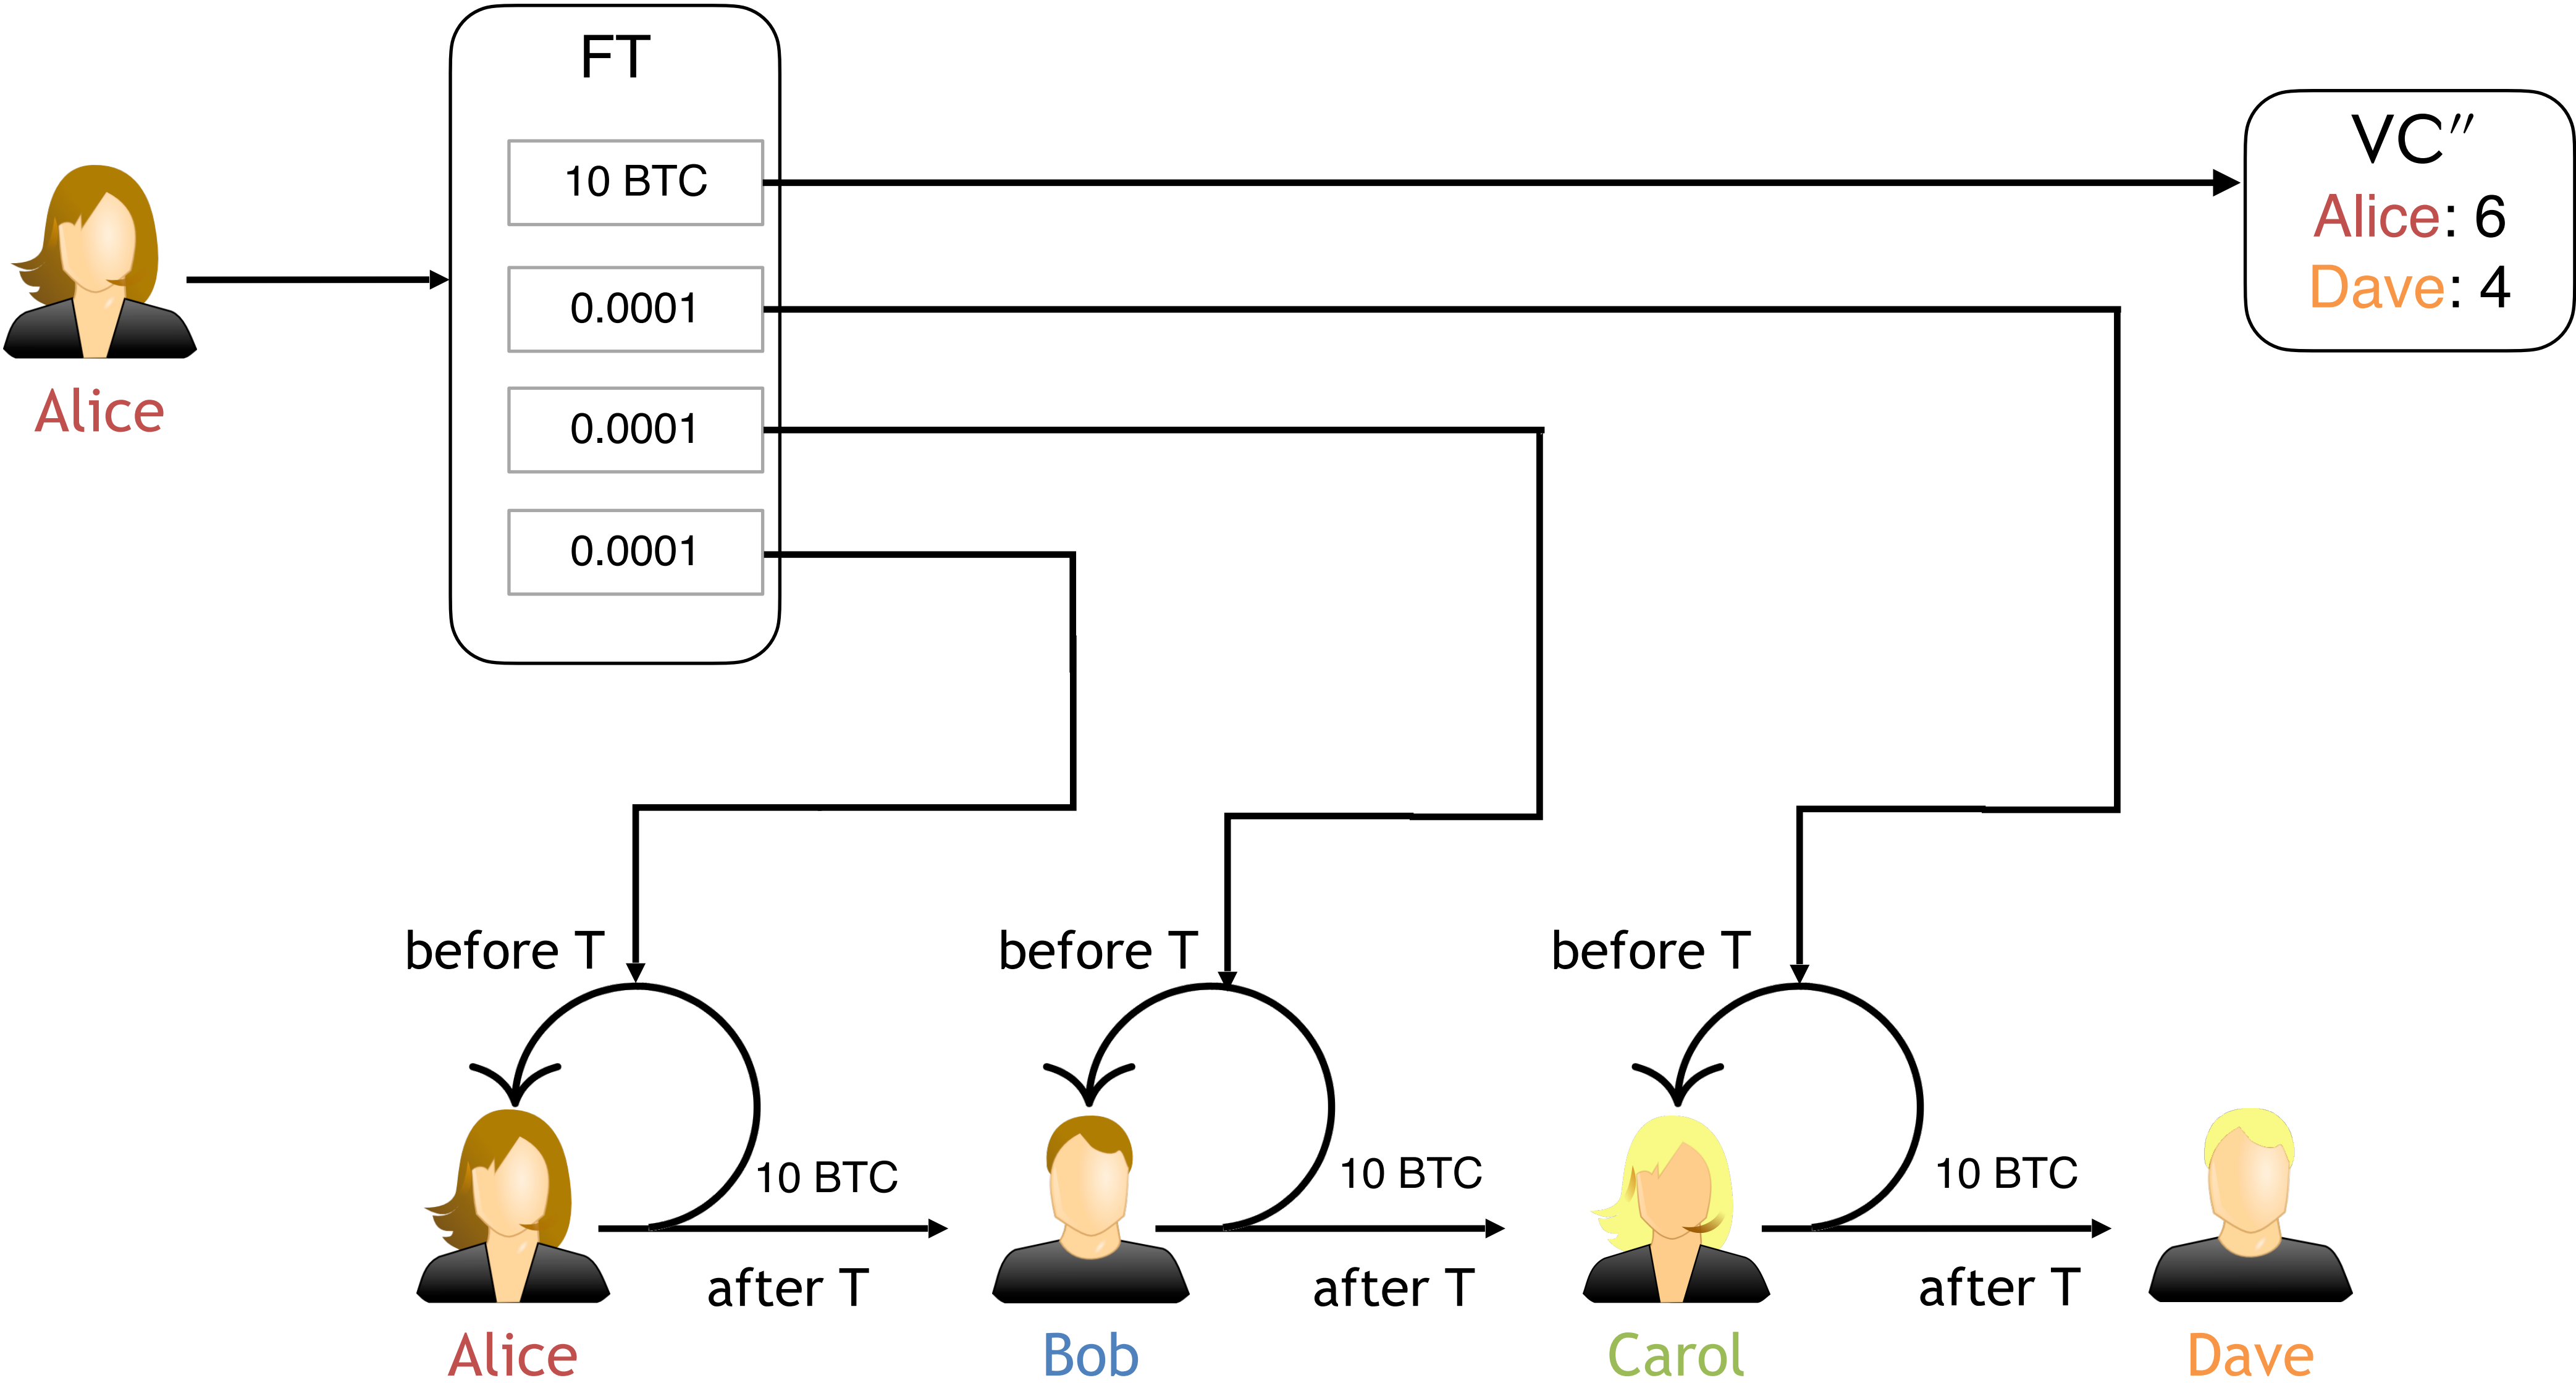 FT
10 BTC
0.0001
0.0001
0.0001
VC″
Alice: 6
Dave: 4
Alice
before T
before T
before T
10 BTC
10 BTC
10 BTC
after T
after T
after T
Alice
Bob
Carol
Dave